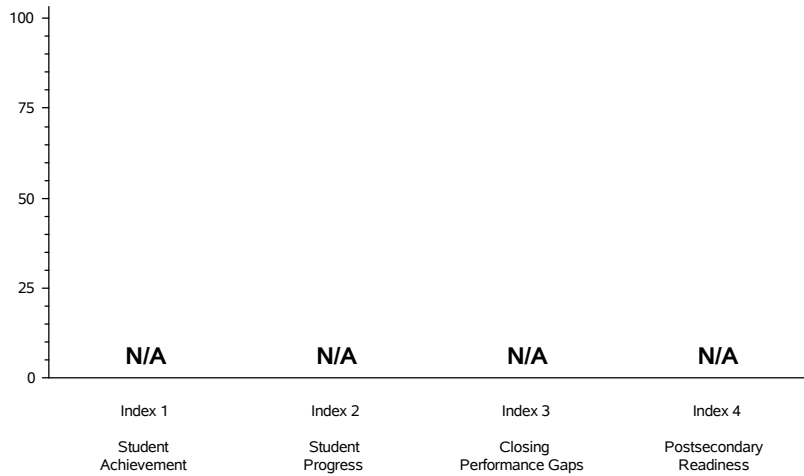 100
75
50
25
0
N/A N/A N/A N/A
Index 1 Index 2 Index 3 Index 4
Student Student Closing Postsecondary
Achievement Progress Performance Gaps Readiness